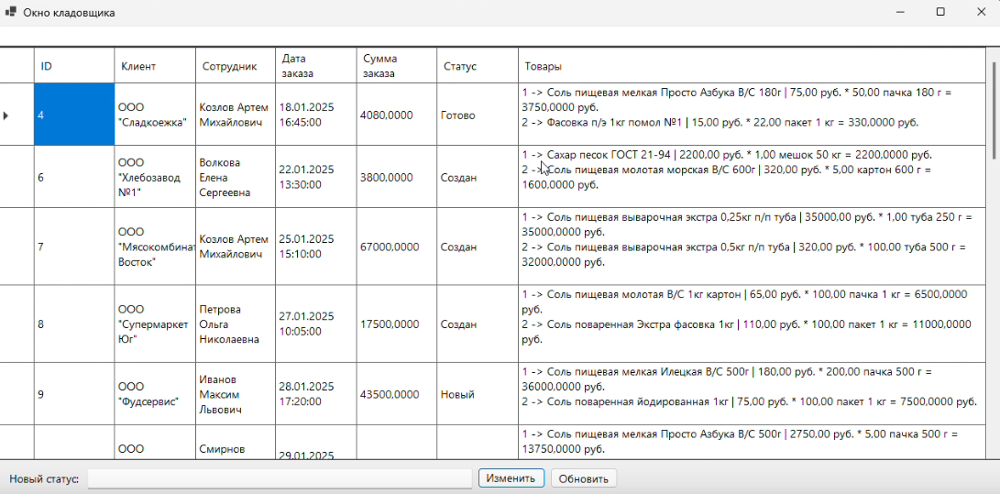 Окно кладовщика
ID
Клиент
Сотрудник
Дата
заказа
Сумма
заказа
Статус
Товары
4
ООО
"Сладкоежка"
Козлов Артем
Михайлович
18.01.2025
16:45:00
4080,0000
Готово
1 -> Соль пищевая мелкая Просто Азбука В/С 180г | 75,00 руб. * 50,00 пачка 180 г =
3750,0000 руб.
2 -> Фасовка п/э 1кг помол №1 | 15,00 руб. * 22,00 пакет 1 кг = 330,0000 руб.
6
ООО
"Хлебозавод
№1"
Волкова
Елена
Сергеевна
22.01.2025
13:30:00
3800,0000
Создан
1 -> Сахар песок ГОСТ 21-94 | 2200,00 руб. * 1,00 мешок 50 кг = 2200,0000 руб.
2 -> Соль пищевая молотая морская В/С 600г | 320,00 руб. * 5,00 картон 600 г =
1600,0000 руб.
7
ООО
"Мясокомбинат
Восток"
Козлов Артем
Михайлович
25.01.2025
15:10:00
67000,0000
Создан
1 -> Соль пищевая выварочная экстра 0,25кг п/п туба | 35000,00 руб. * 1,00 туба 250 г =
35000,0000 руб.
2 -> Соль пищевая выварочная экстра 0,5кг п/п туба | 320,00 руб. * 100,00 туба 500 г =
32000,0000 руб.
8
ООО
"Супермаркет
Юг"
Петрова
Ольга
Николаевна
27.01.2025
10:05:00
17500,0000
Создан
1 -> Соль пищевая молотая В/С 1кг картон | 65,00 руб. * 100,00 пачка 1 кг = 6500,0000
руб.
2 -> Соль поваренная Экстра фасовка 1кг | 110,00 руб. * 100,00 пакет 1 кг = 11000,0000
руб.
9
ООО
"Фудсервис"
Иванов
Максим
Львович
28.01.2025
17:20:00
43500,0000
Новый
1 -> Соль пищевая мелкая Илецкая В/С 500г | 180,00 руб. * 200,00 пачка 500 г =
36000,0000 руб.
2 -> Соль поваренная йодированная 1кг | 75,00 руб. * 100,00 пакет 1 кг = 7500,0000 руб.
ООО
Смирнов
29.01.2025
1 -> Соль пищевая мелкая Просто Азбука В/С 500г | 2750,00 руб. * 5,00 пачка 500 г =
13750,0000 руб.
Новый статус:
Изменить
Обновить